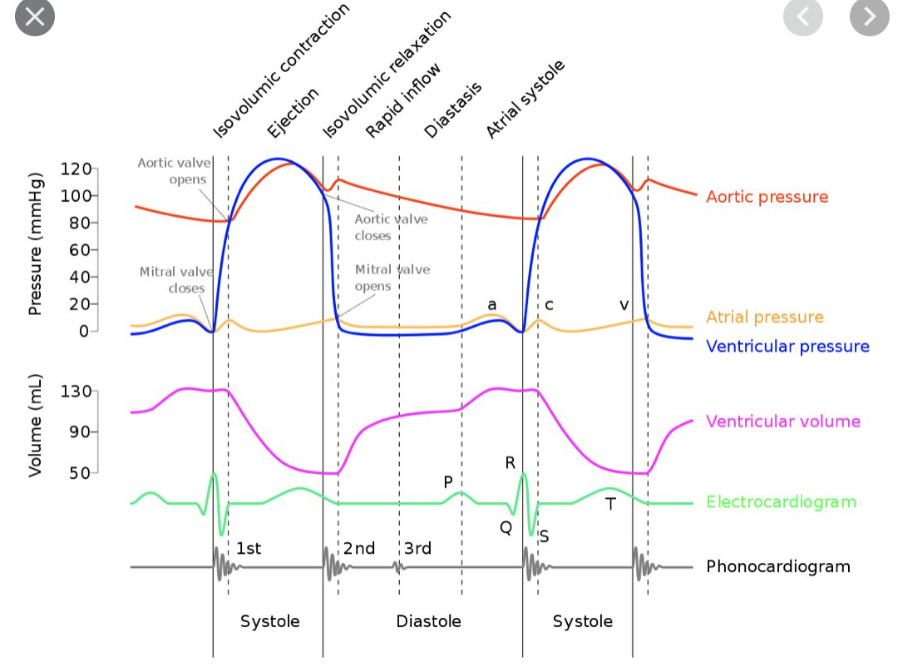 Isovolumic contraction
Ejection
Isovolumic relaxation
Rapid inflow
Diastasis
Atrial systole
Pressure (mmHg)
120
100
80
60
40
20
0
Aortic valve
opens
Mitral valve
closes
Aortic valve
closes
Mitral valve
opens
a
c
v
Aortic pressure
Atrial pressure
Ventricular pressure
Volume (mL)
130
90
50
Ventricular volume
R
P
Q
S
T
Electrocardiogram
1st
2nd
3rd
Phonocardiogram
Systole
Diastole
Systole